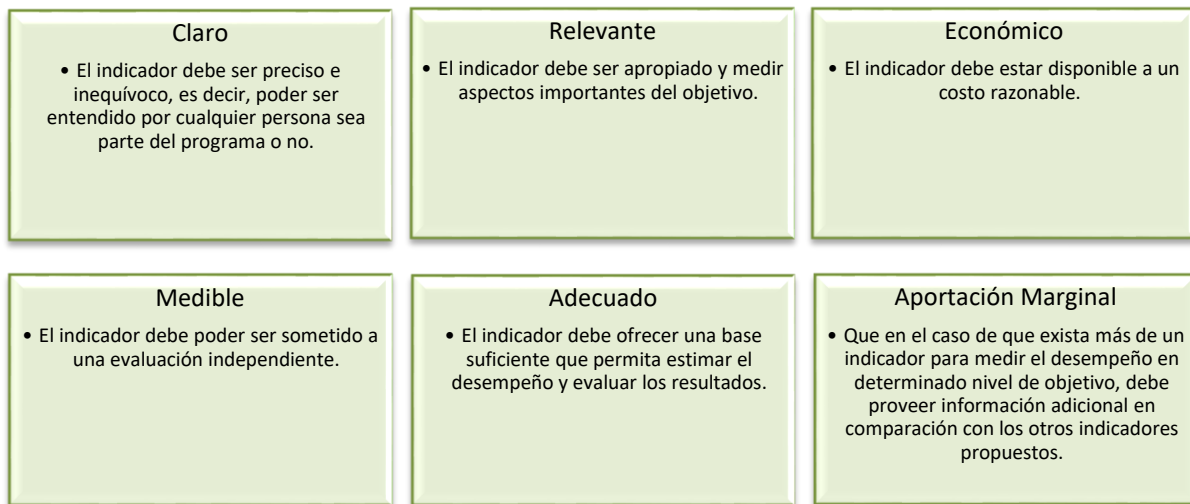 Claro
• El indicador debe ser preciso e
inequívoco, es decir, poder ser
entendido por cualquier persona sea
parte del programa o no.
Relevante
• El indicador debe ser apropiado y medir
aspectos importantes del objetivo.
Económico
• El indicador debe estar disponible a un
costo razonable.
Medible
• El indicador debe poder ser sometido a
una evaluación independiente.
Adecuado
• El indicador debe ofrecer una base
suficiente que permita estimar el
desempeño y evaluar los resultados.
Aportación Marginal
• Que en el caso de que exista más de un
indicador para medir el desempeño en
determinado nivel de objetivo, debe
proveer información adicional en
comparación con los otros indicadores
propuestos.